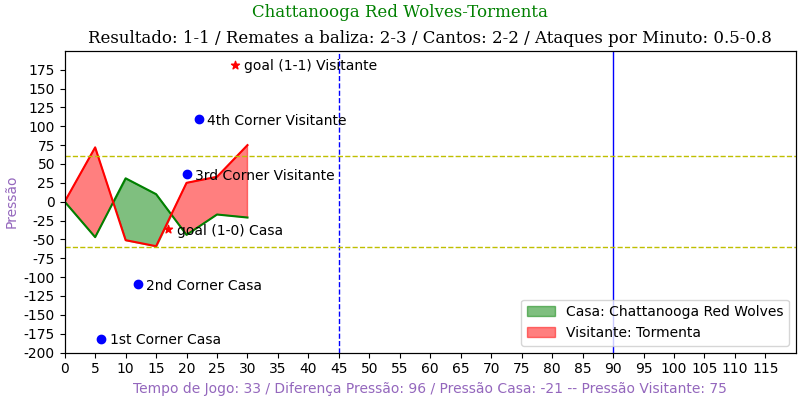 Chattanooga Red Wolves-Tormenta
Resultado: 1-1 / Remates a baliza: 2-3 / Cantos: 2-2 / Ataques por Minuto: 0.5-0.8
175
150
125
100
75
50
25
0
-25
-50
-75
-100
-125
-150
-175
-200
Pressão
goal (1-1) Visitante
4th Corner Visitante
3rd Corner Visitante
goal (1-0) Casa
2nd Corner Casa
1st Corner Casa
Casa: Chattanooga Red Wolves
Visitante: Tormenta
0 5 10 15 20 25 30 35 40 45 50 55 60 65 70 75 80 85 90 95 100 105 110 115
Tempo de Jogo: 33 / Diferença Pressão: 96 / Pressão Casa: -21 -- Pressão Visitante: 75